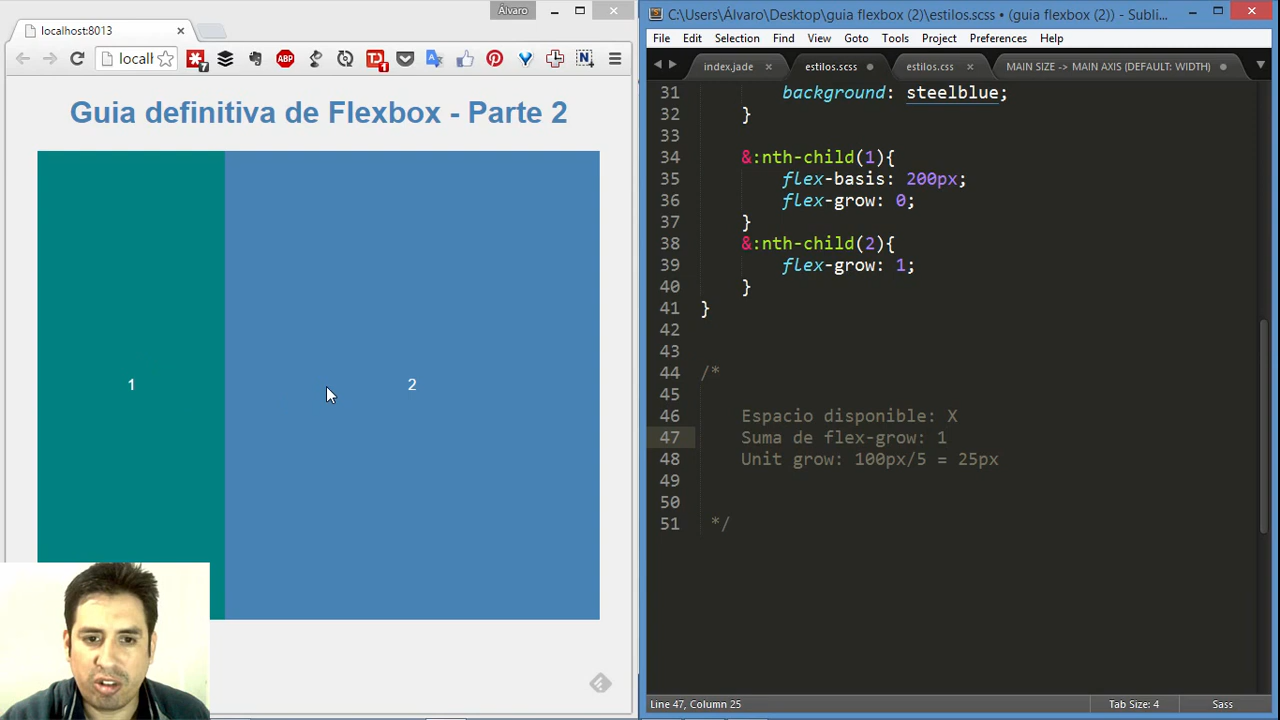 Álvaro
localhost:8013
locall
7
ABP
1
Guia definitiva de Flexbox - Parte 2
1
2
C:\Users\Álvaro\Desktop\guia flexbox (2)\estilos.scss • (guia flexbox (2)) - Subli...
File Edit Selection Find View Goto Tools Project Preferences Help
index.jade × estilos.scss estilos.css × MAIN SIZE -> MAIN AXIS (DEFAULT: WIDTH)
31 background: steelblue;
32 }
33
34 &:nth-child(1){
35 flex-basis: 200px;
36 flex-grow: 0;
37 }
38 &:nth-child(2){
39 flex-grow: 1;
40 }
41 }
42
43
44 /*
45
46 Espacio disponible: X
47 Suma de flex-grow: 1
48 Unit grow: 100px/5 = 25px
49
50
51 */
Line 47, Column 25
Tab Size: 4
Sass